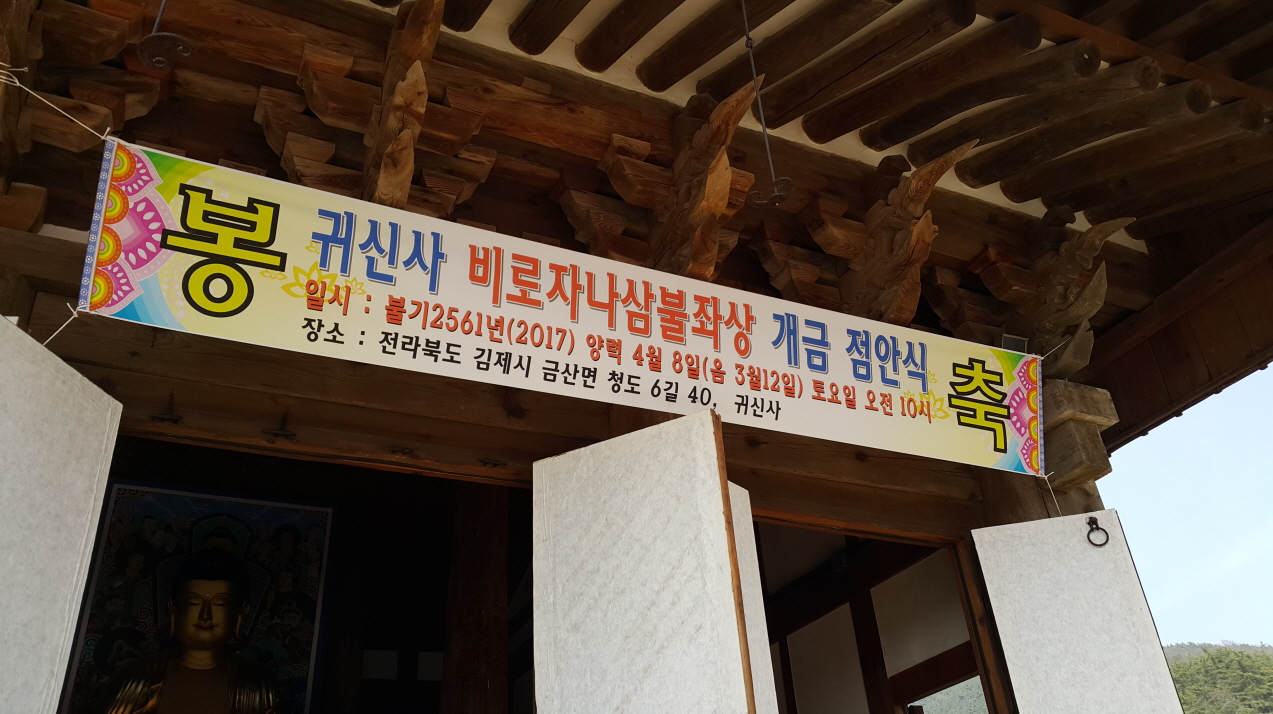 봉 귀신사 비로자나삼불좌상 개금 점안식 축
일시 : 불기2561년(2017) 양력 4월 8일(음 3월12일) 토요일 오전 10시
장소 : 전라북도 김제시 금산면 청도 6길 40, 귀신사